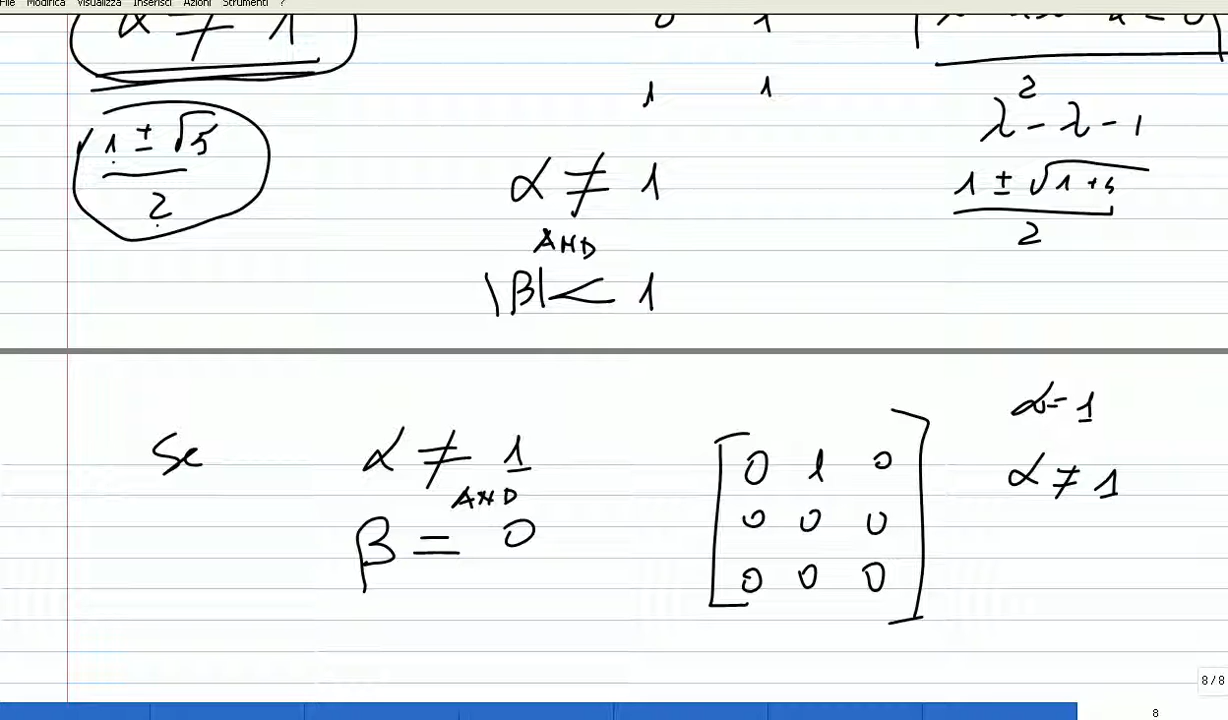 File Modifica Visualizza Inserisci Azioni Strumenti ?
α ≠ 1
0 1
1 1
1 ± √5
2
λ² - λ - 1
α ≠ 1
1 ± √1+
2
AND
|β| < 1
α = 1
Se α ≠ 1
α ≠ 1
AND
β = 0
0 1 0
0 0 0
0 0 0
8/8
8